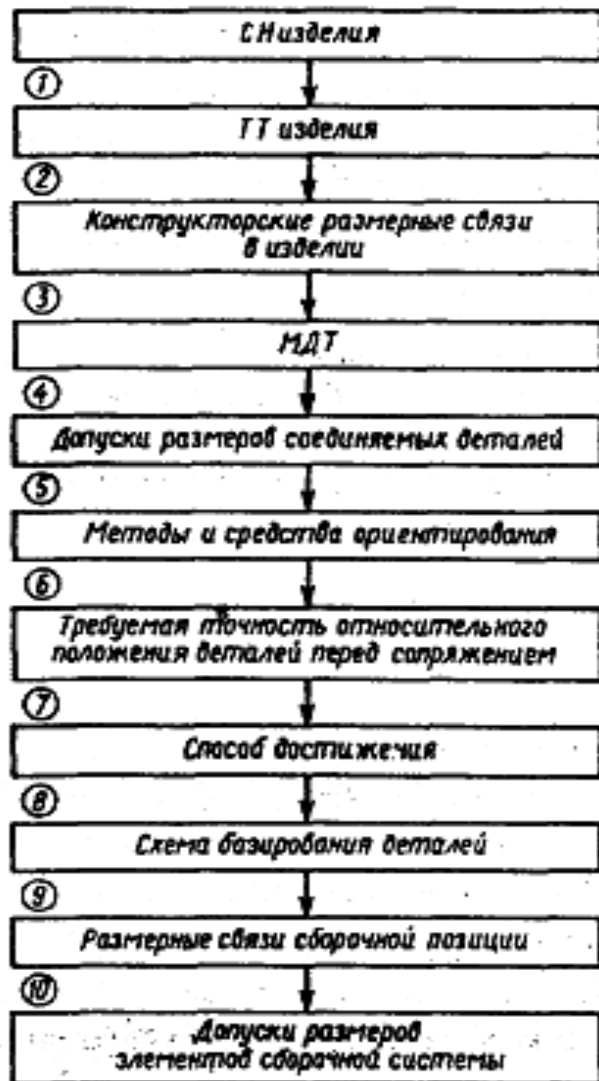 СН изделия
1
ТТ изделия
2
Конструкторские размерные связи
в изделии
3
МДТ
4
Допуски размеров соединяемых деталей
5
Методы и средства ориентирования
6
Требуемая точность относительного
положения деталей перед сопряжением
7
Способ достижения
8
Схема базирования деталей
9
Размерные связи сборочной позиции
10
Допуски размеров
элементов сборочной системы